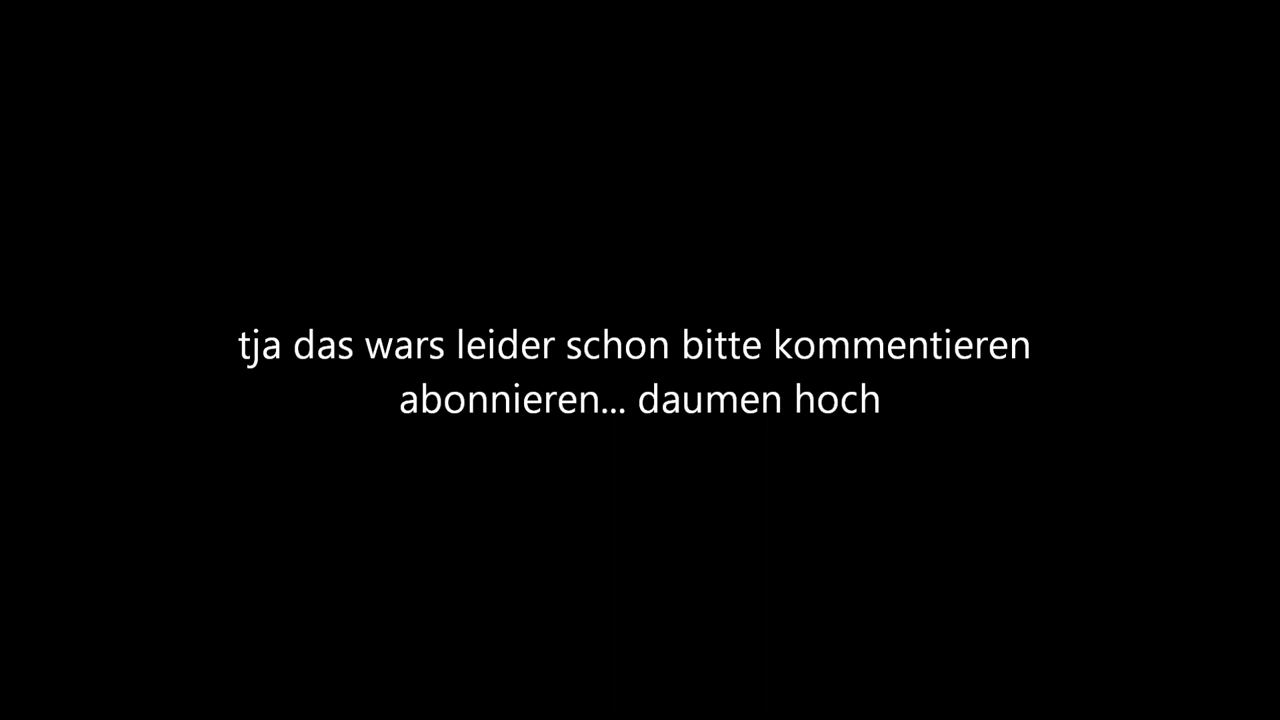 tja das wars leider schon bitte kommentieren
abonnieren... daumen hoch